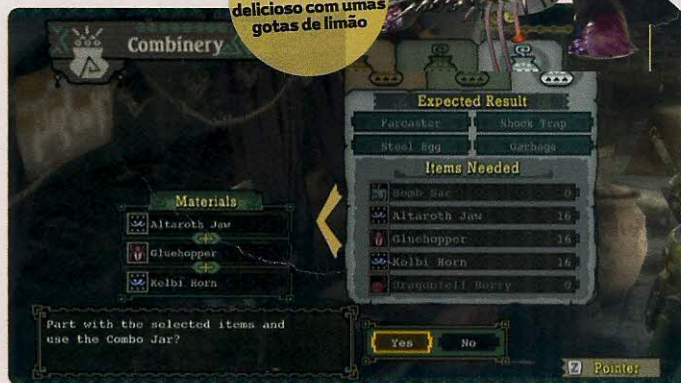 delicioso com umas
gotas de limão
Combinery
Expected Result
Farcaster
Shock Trap
Steel Egg
Garbage
Items Needed
Bomb Sac 0
Altaroth Jaw 16
Gluehopper 16
Kelbi Horn 16
Dragonfell Berry 0
Materials
Altaroth Jaw
Gluehopper
Kelbi Horn
Part with the selected items and
use the Combo Jar?
Yes
No
Z Pointer